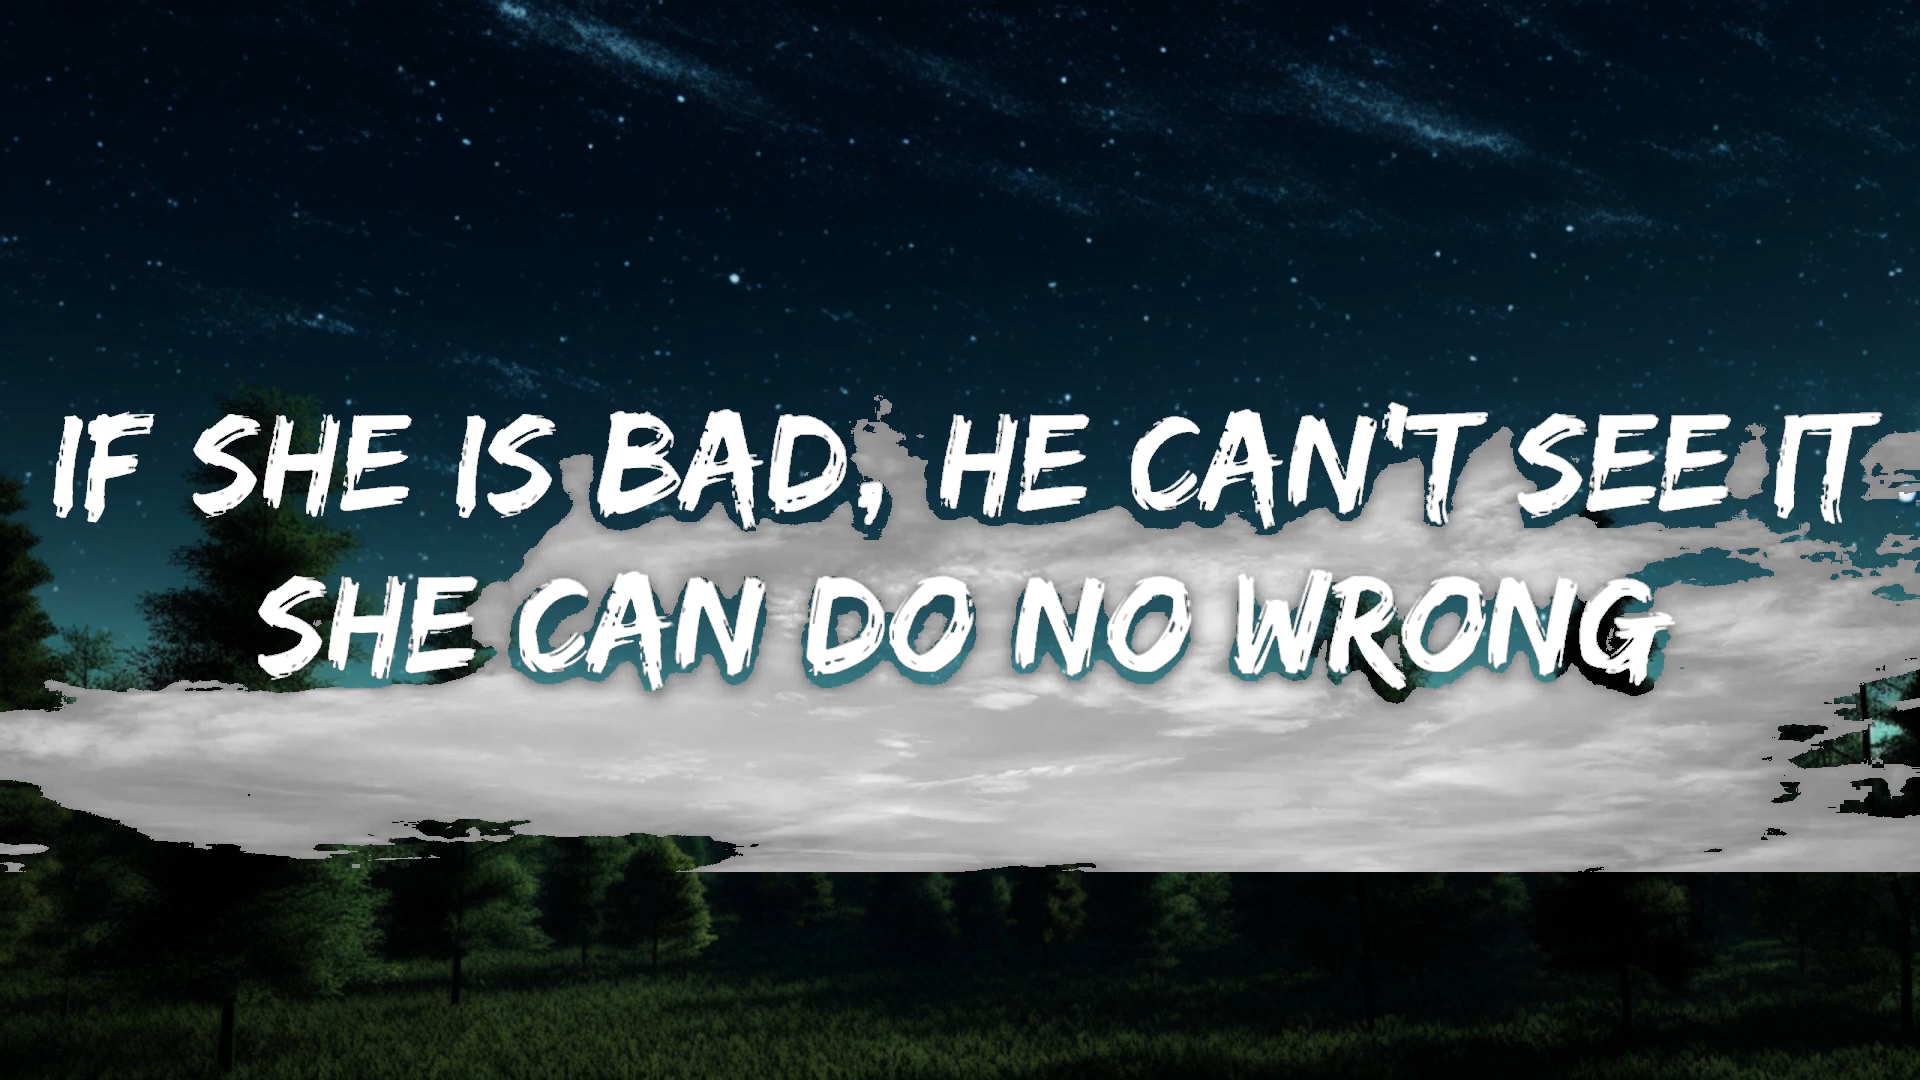 IF SHE IS BAD, HE CAN'T SEE IT
SHE CAN DO NO WRONG